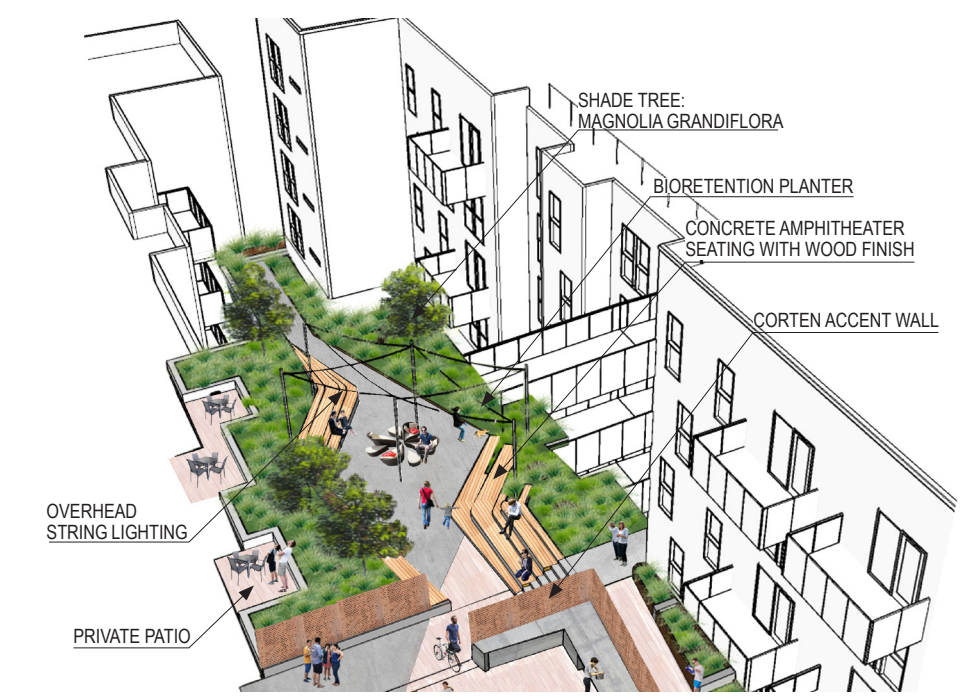 SHADE TREE:
MAGNOLIA GRANDIFLORA
BIORETENTION PLANTER
CONCRETE AMPHITHEATER
SEATING WITH WOOD FINISH
CORTEN ACCENT WALL
OVERHEAD
STRING LIGHTING
PRIVATE PATIO